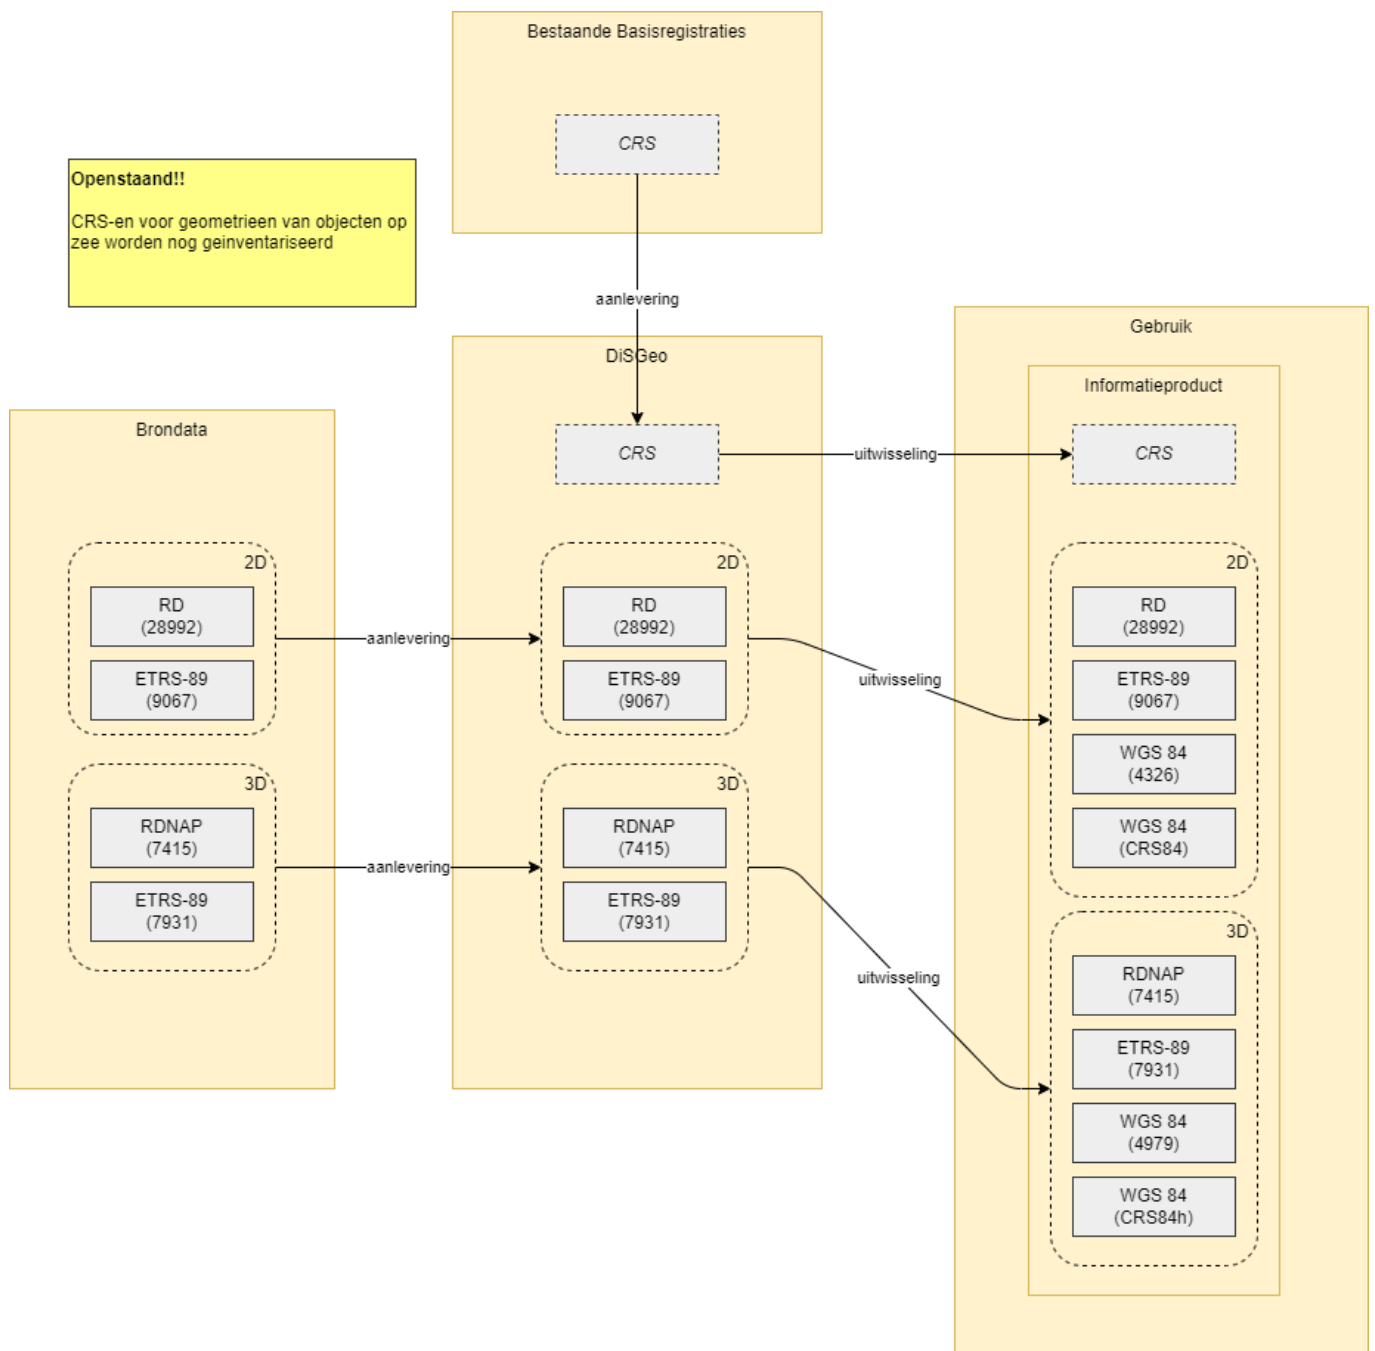 Bestaande Basisregistraties
CRS
Openstaand!!
CRS-en voor geometrieen van objecten op
zee worden nog geinventariseerd
aanlevering
DiSGeo
CRS
uitwisseling
Gebruik
Informatieproduct
CRS
Brondata
2D
RD
(28992)
ETRS-89
(9067)
3D
RDNAP
(7415)
ETRS-89
(7931)
aanlevering
aanlevering
2D
RD
(28992)
ETRS-89
(9067)
3D
RDNAP
(7415)
ETRS-89
(7931)
uitwisseling
uitwisseling
2D
RD
(28992)
ETRS-89
(9067)
WGS 84
(4326)
WGS 84
(CRS84)
3D
RDNAP
(7415)
ETRS-89
(7931)
WGS 84
(4979)
WGS 84
(CRS84h)